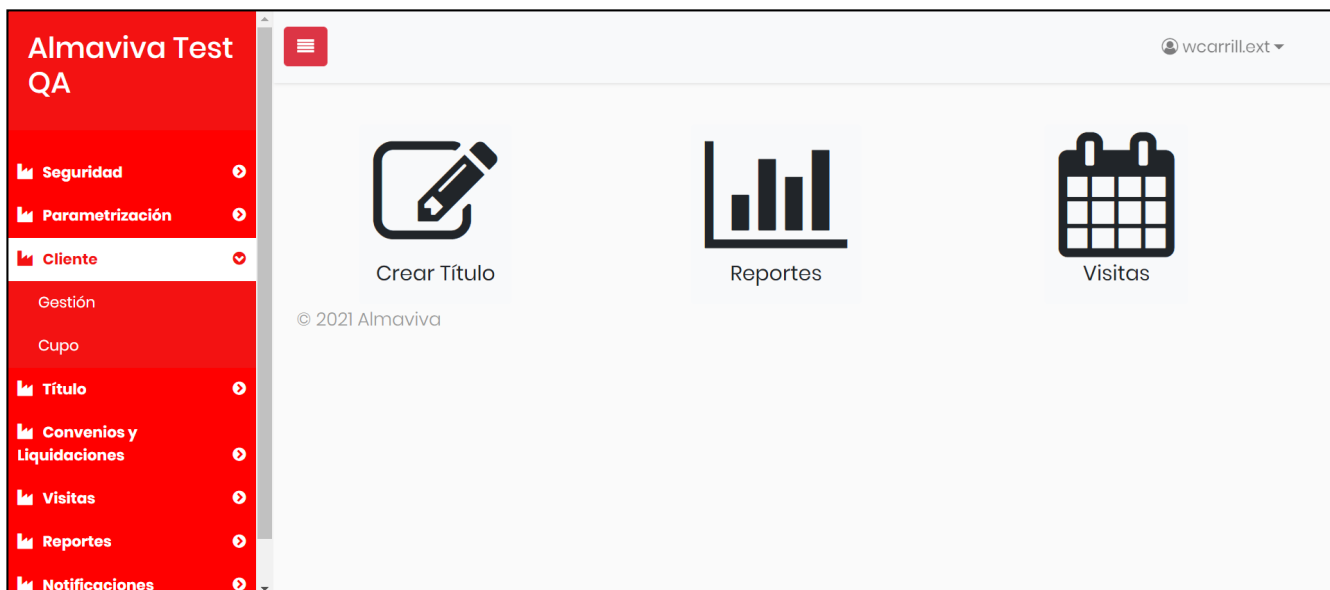 Almaviva Test
QA
wcarrill.ext
Seguridad
Parametrización
Cliente
Gestión
Cupo
Título
Convenios y
Liquidaciones
Visitas
Reportes
Notificaciones
Crear Título
Reportes
Visitas
© 2021 Almaviva